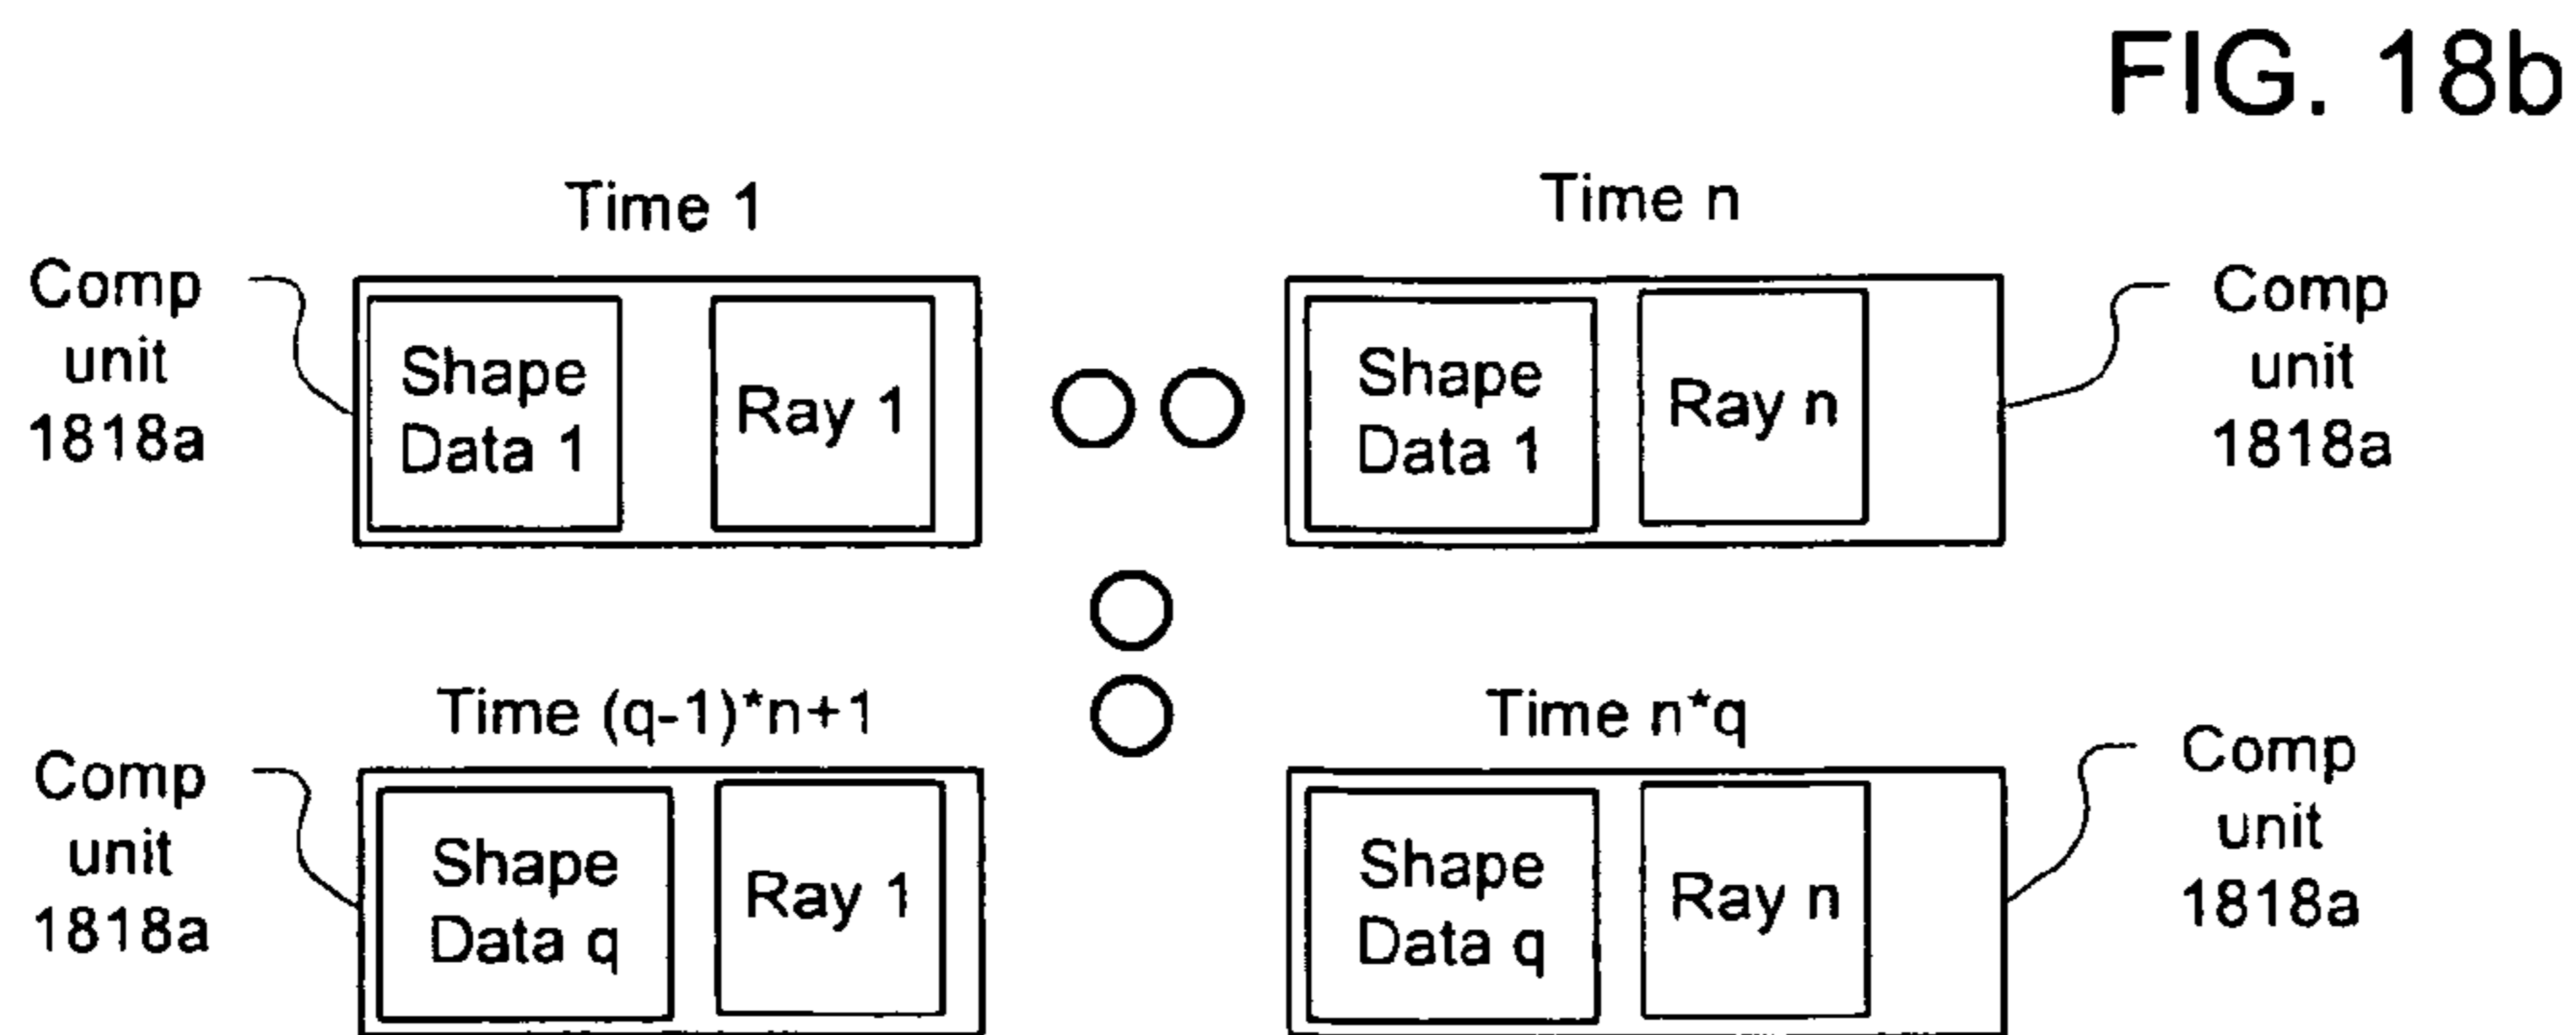 FIG. 18b
Time 1
Time n
Comp
unit
1818a
Shape
Data 1
Ray 1
Shape
Data 1
Ray n
Comp
unit
1818a
Time (q-1)*n+1
Time n*q
Comp
unit
1818a
Shape
Data q
Ray 1
Shape
Data q
Ray n
Comp
unit
1818a